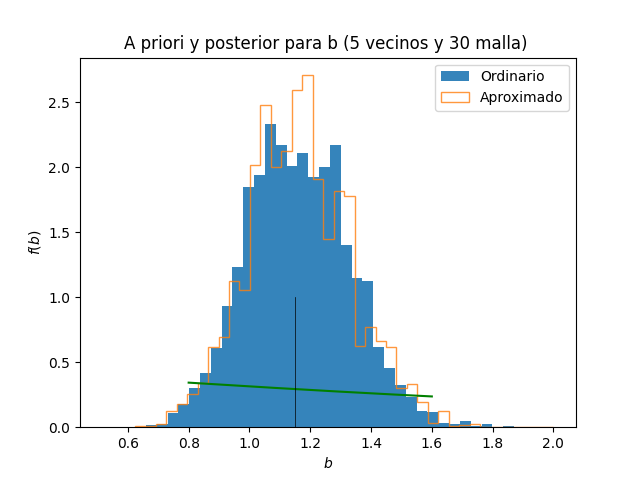 A priori y posterior para b (5 vecinos y 30 malla)
Ordinario
Aproximado
f(b)
2.5
2.0
1.5
1.0
0.5
0.0
0.6 0.8 1.0 1.2 1.4 1.6 1.8 2.0
b